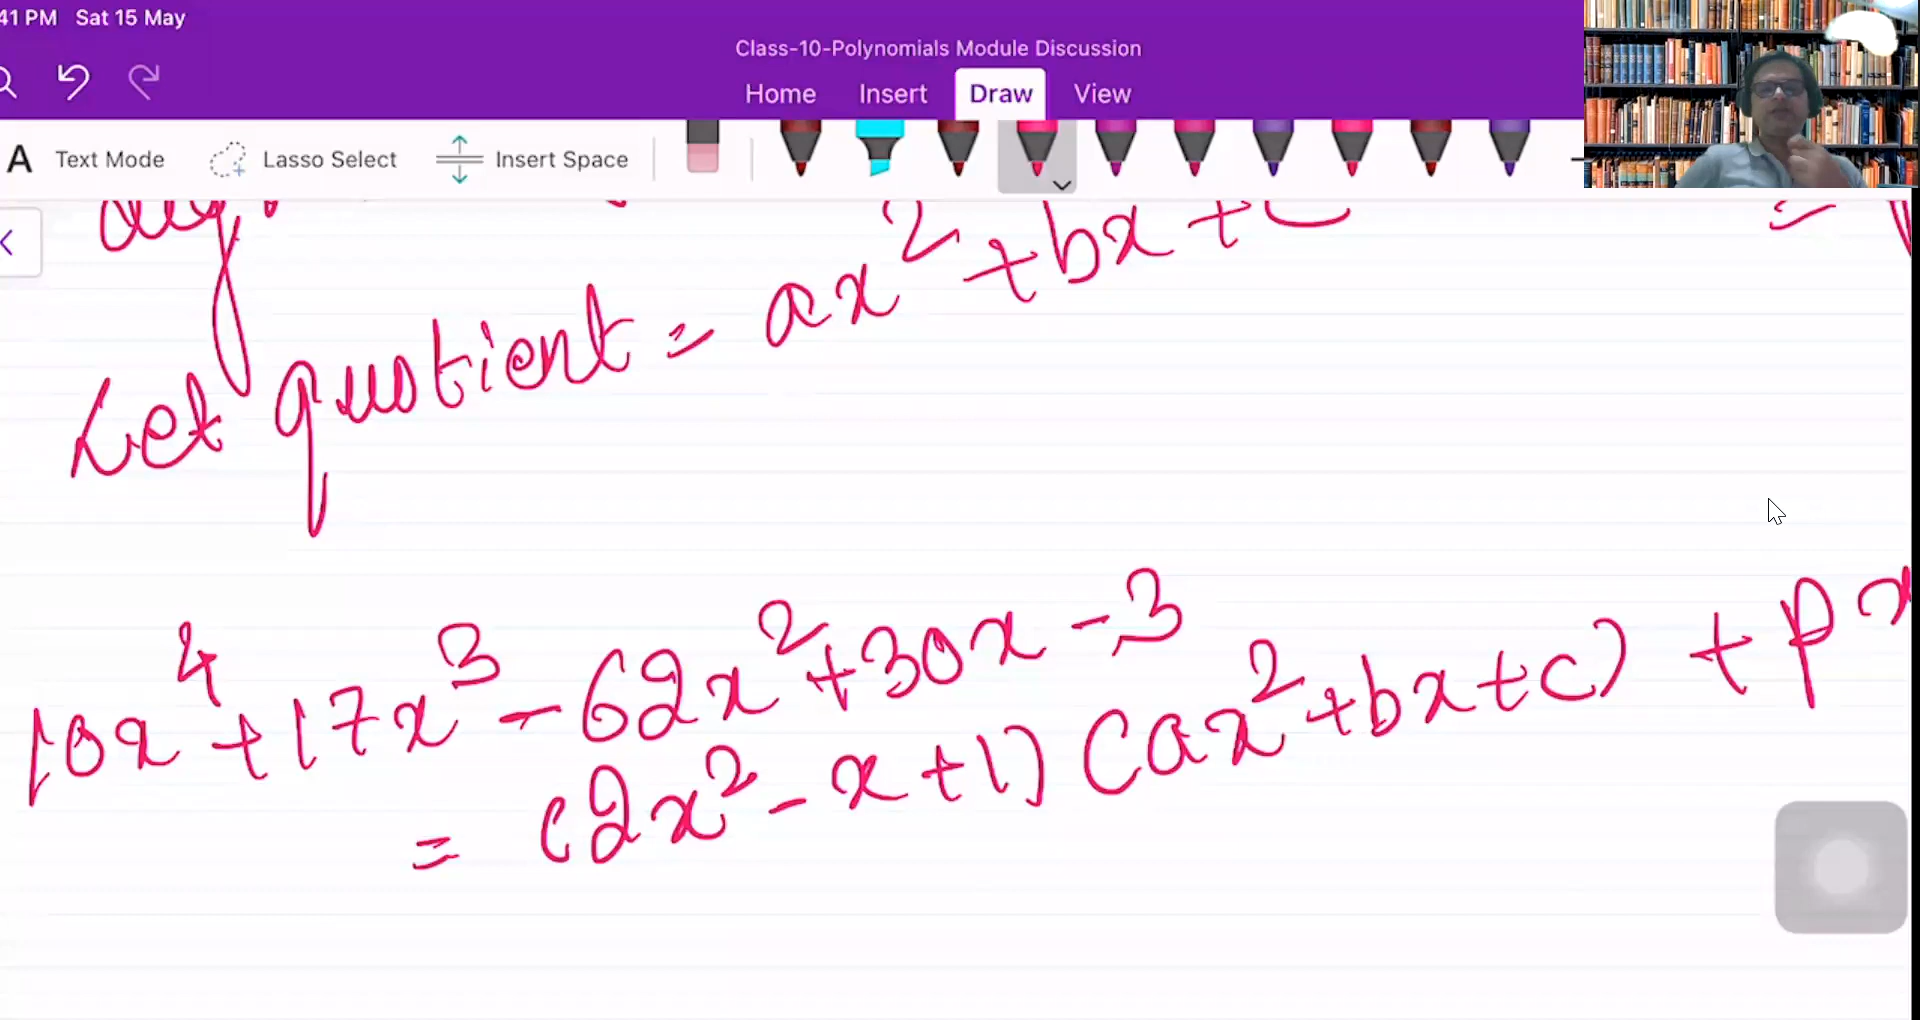 41 PM Sat 15 May
Class-10-Polynomials Module Discussion
Home Insert Draw View
A Text Mode Lasso Select Insert Space
ax² + bx + c =
Let quotient =
10x⁴ + 17x³ - 62x² + 30x - 3
= (2x² - x + 1) (ax² + bx + c) + px